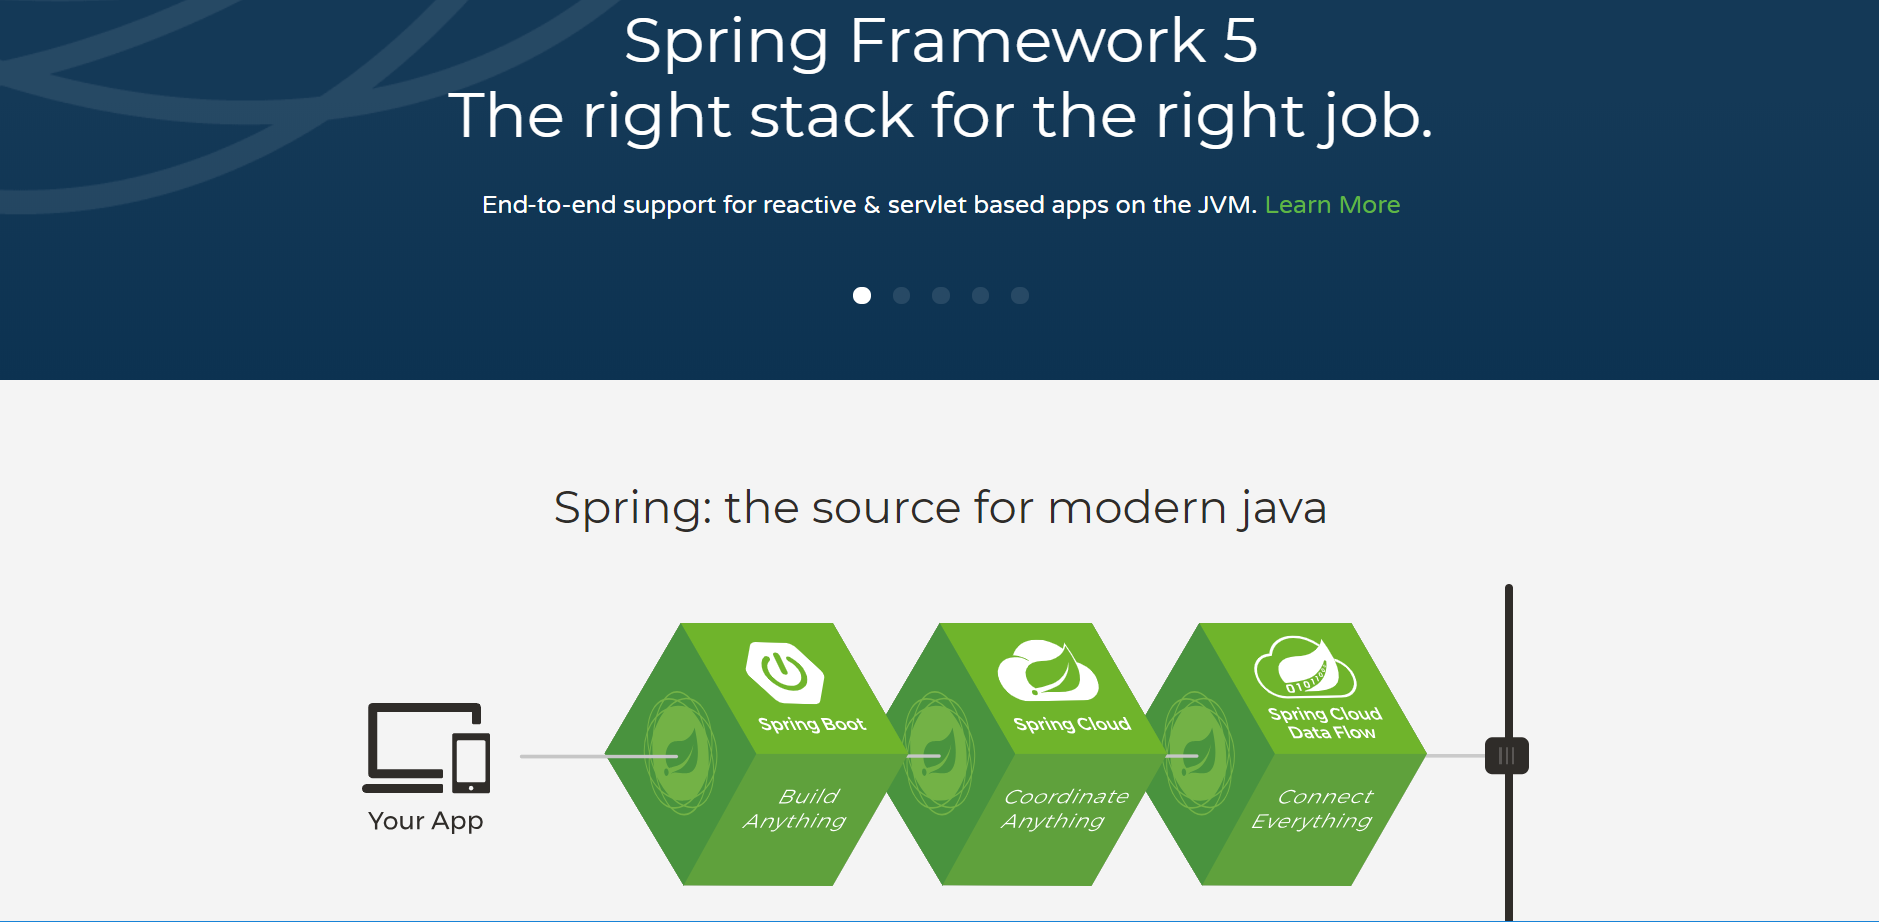 Spring Framework 5
The right stack for the right job.
End-to-end support for reactive & servlet based apps on the JVM. Learn More
Spring: the source for modern java
Your App
Spring Boot
Build
Anything
Spring Cloud
Coordinate
Anything
Spring Cloud
Data Flow
Connect
Everything